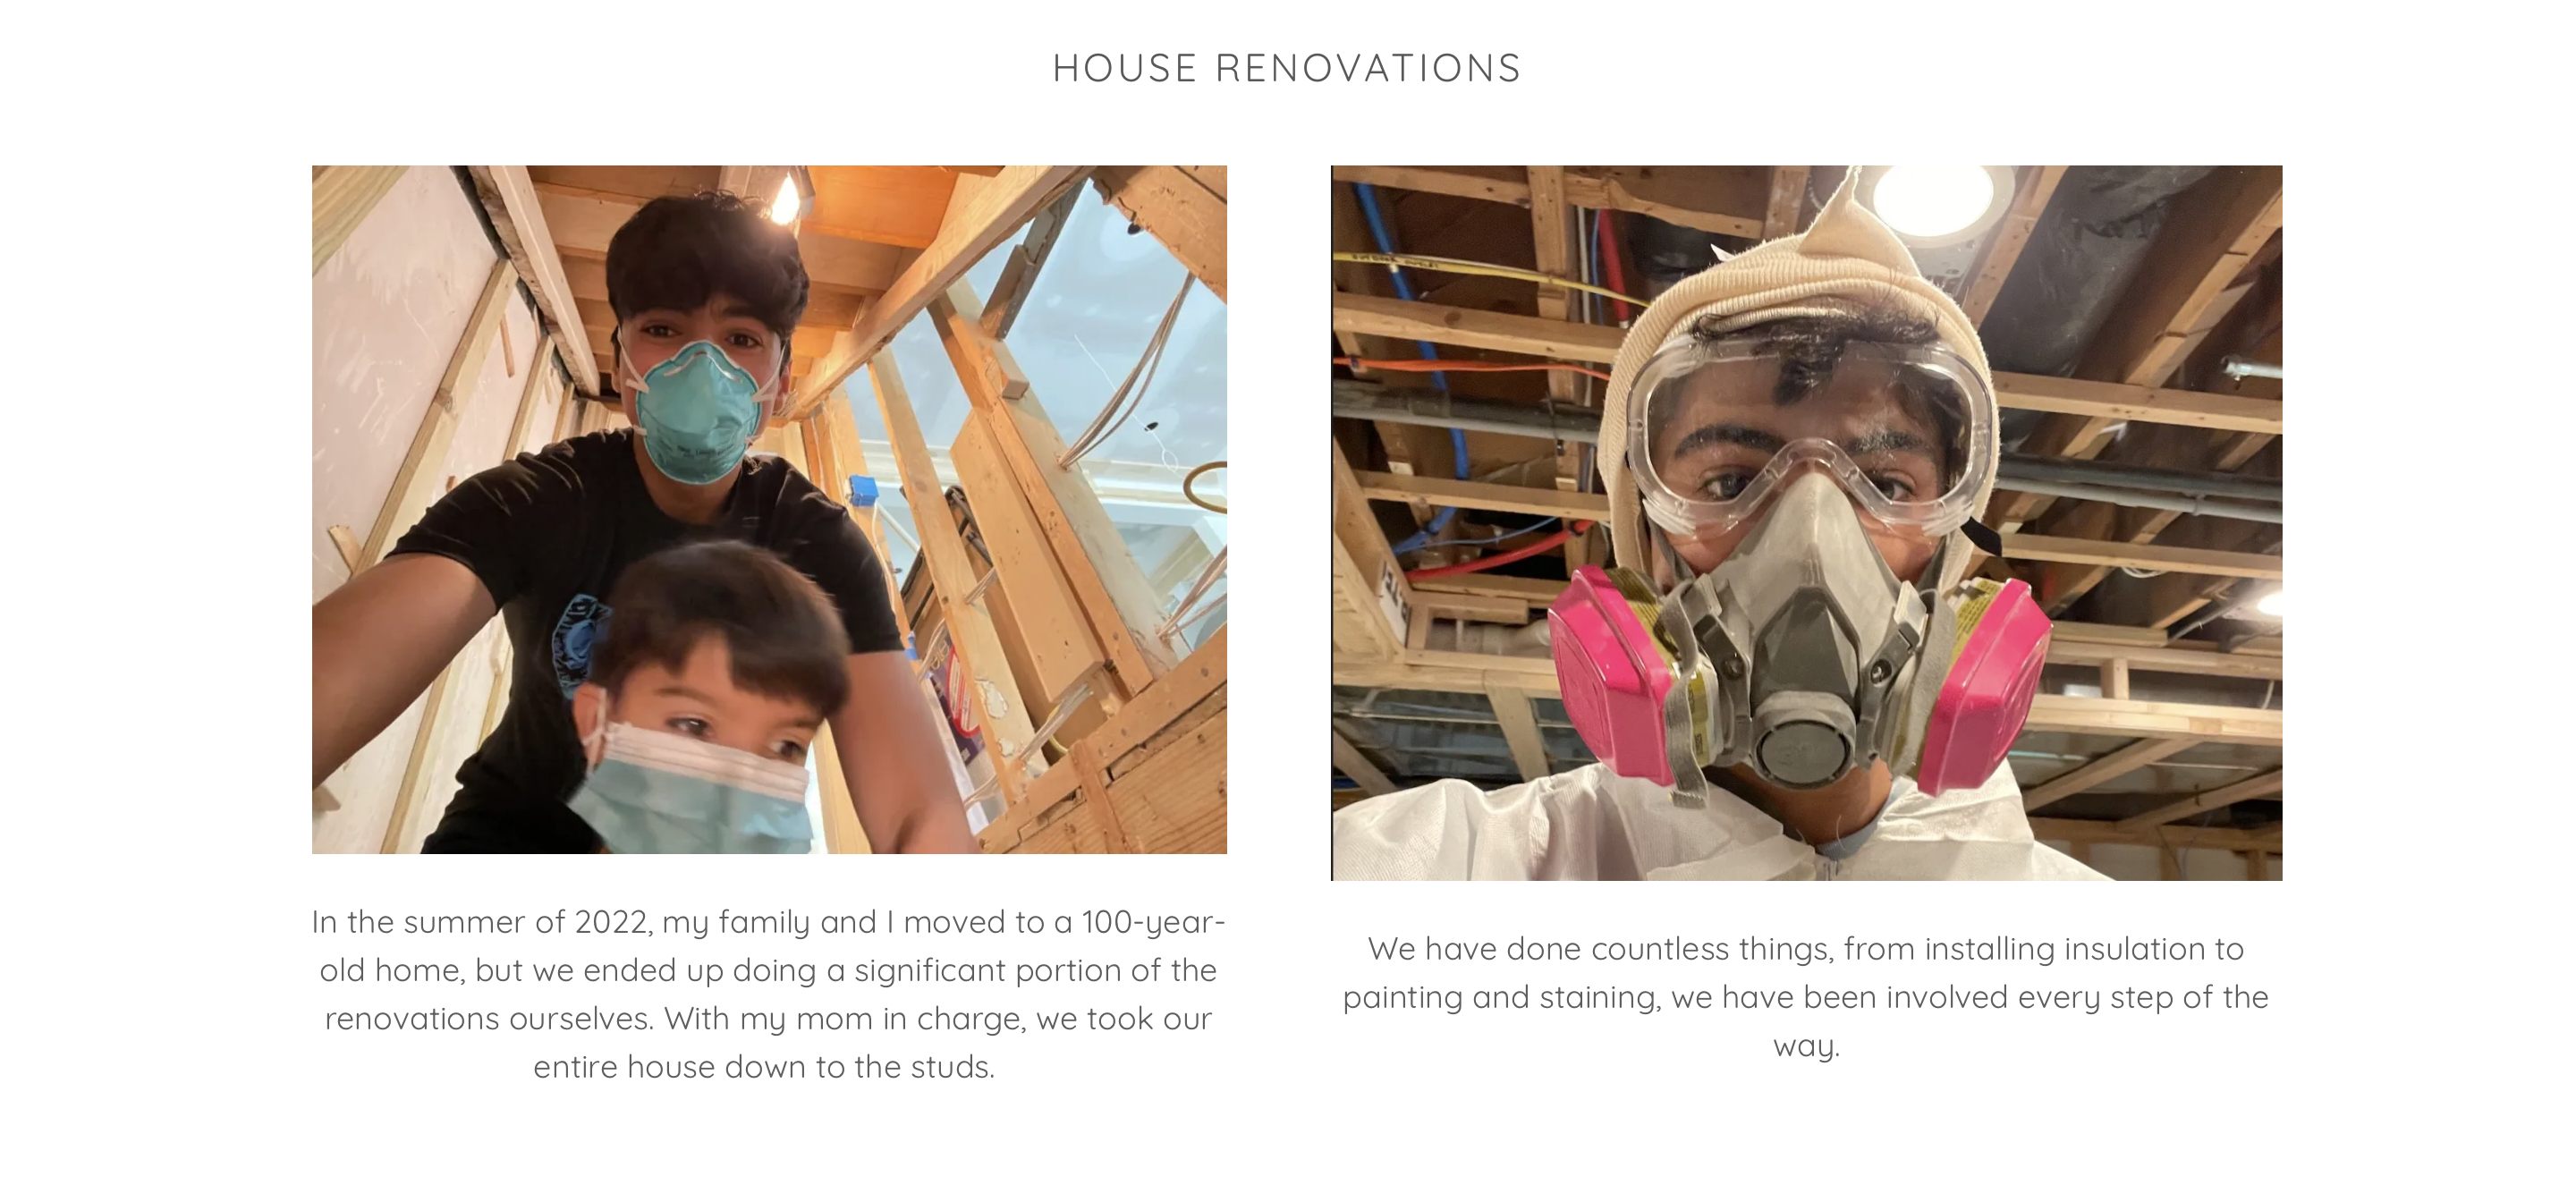 HOUSE RENOVATIONS
In the summer of 2022, my family and I moved to a 100-year-
old home, but we ended up doing a significant portion of the
renovations ourselves. With my mom in charge, we took our
entire house down to the studs.
We have done countless things, from installing insulation to
painting and staining, we have been involved every step of the
way.